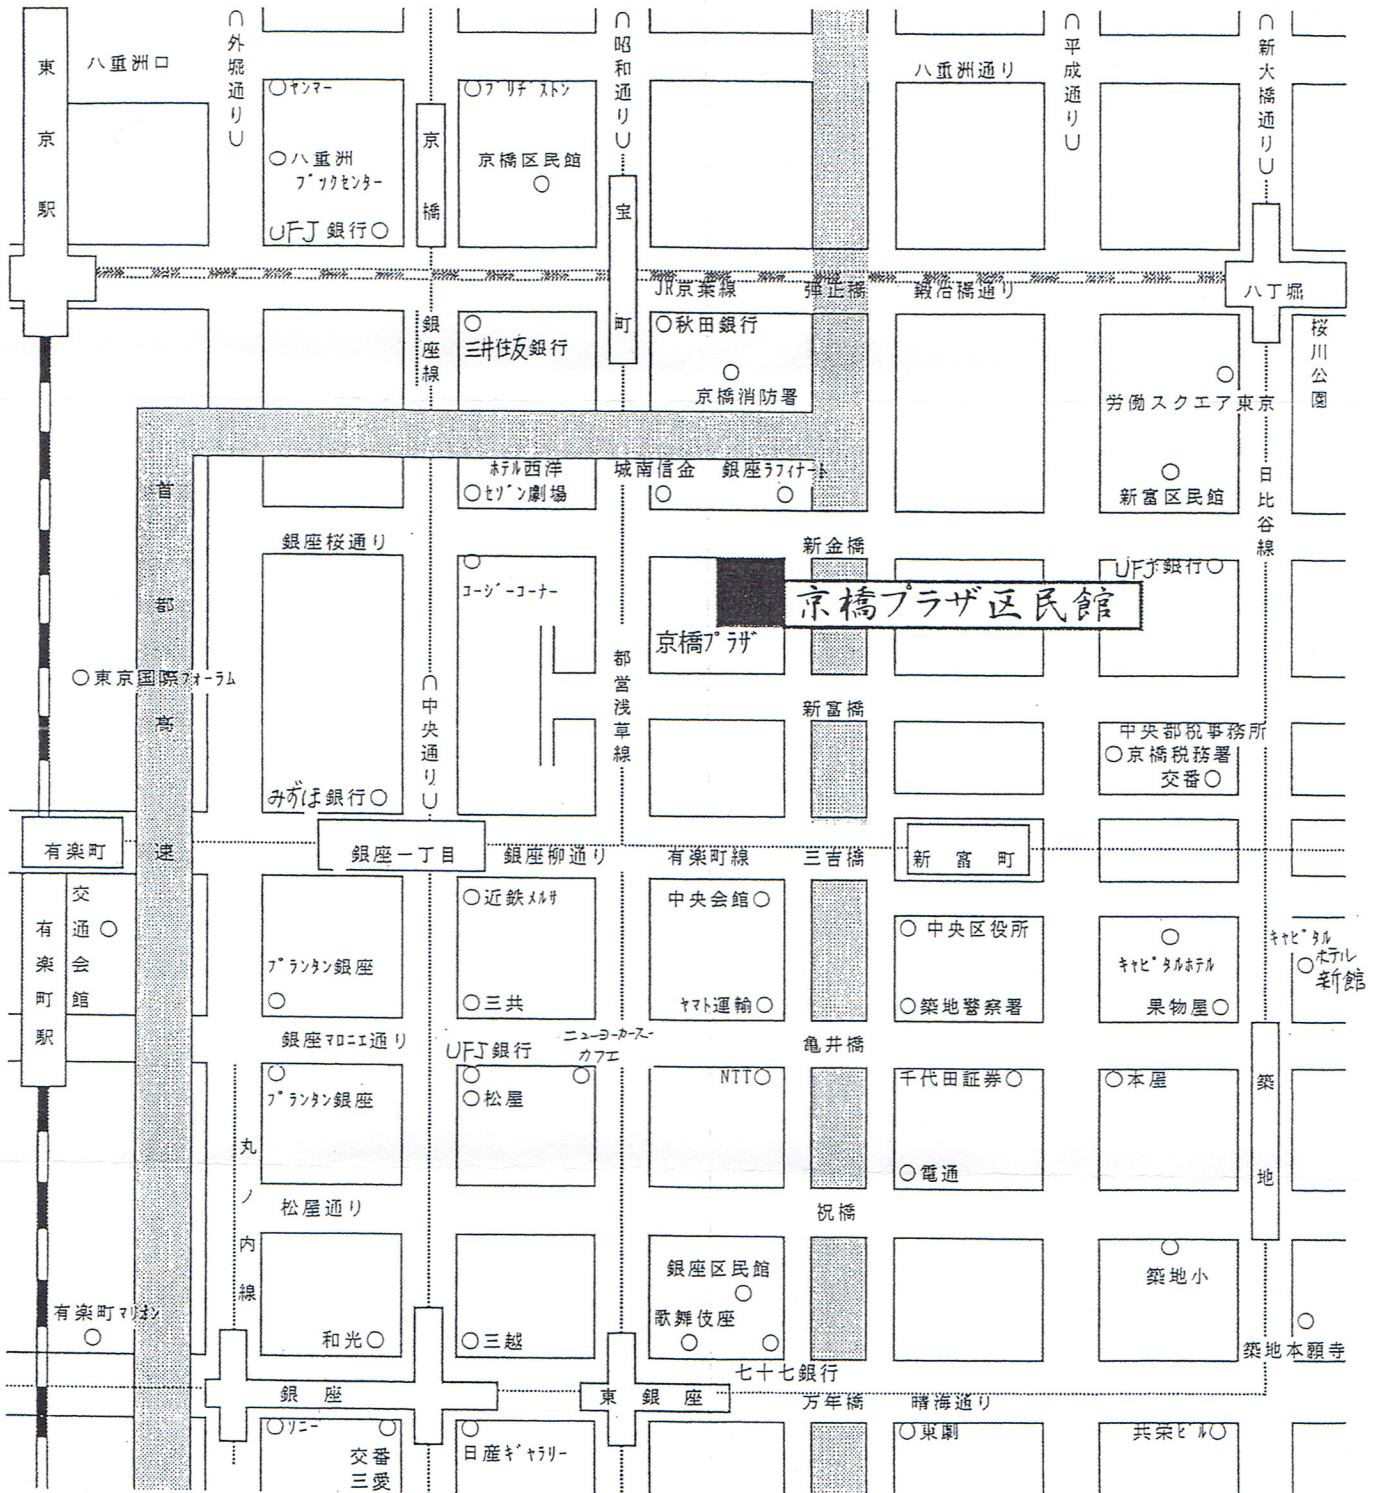 東京駅
八重洲口
⊂外堀通り⊃
○ヤンマー
○八重洲
ブックセンター
UFJ銀行○
京橋
○ブリヂストン
京橋区民館
○
⊂昭和通り⊃
宝町
八重洲通り
⊂平成通り⊃
⊂新大橋通り⊃
JR京葉線
弾正橋
鍛冶橋通り
八丁堀
桜川公園
銀座線
○
三井住友銀行
○秋田銀行
○
京橋消防署
○
労働スクエア東京
○
新富区民館
日比谷線
首都高速
ホテル西洋
○セゾン劇場
城南信金
○
銀座ラフィナート
○
銀座桜通り
○
コージーコーナー
新金橋
UFJ銀行○
京橋プラザ区民館
京橋プラザ
○東京国際フォーラム
⊂中央通り⊃
都営浅草線
新富橋
中央都税事務所
○京橋税務署
交番○
みずほ銀行○
有楽町
銀座一丁目
銀座柳通り
有楽町線
三吉橋
新富町
有楽町駅
交通会館
○
プランタン銀座
○
○近鉄メルサ
○三共
中央会館○
ヤマト運輸○
○中央区役所
○築地警察署
○
キャピタルホテル
果物屋○
キャピタル
○ホテル
新館
銀座マロニエ通り
UFJ銀行
○
ニューヨーカーズ
カフェ
○
亀井橋
○
プランタン銀座
○松屋
NTT○
千代田証券○
○電通
○本屋
築地
丸ノ内線
松屋通り
祝橋
銀座区民館
○
歌舞伎座
○
○
七十七銀行
○
築地小
○
築地本願寺
有楽町マリオン
○
和光○
○三越
銀座
東銀座
万年橋
晴海通り
○ソニー
○
交番
三愛
○
日産ギャラリー
○東劇
共栄ビル○